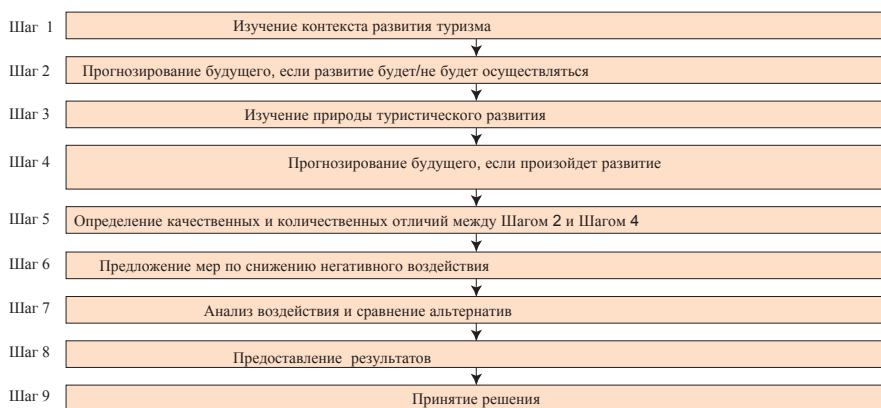 Шаг 1 Изучение контекста развития туризма
Шаг 2 Прогнозирование будущего, если развитие будет/не будет осуществляться
Шаг 3 Изучение природы туристического развития
Шаг 4 Прогнозирование будущего, если произойдет развитие
Шаг 5 Определение качественных и количественных отличий между Шагом 2 и Шагом 4
Шаг 6 Предложение мер по снижению негативного воздействия
Шаг 7 Анализ воздействия и сравнение альтернатив
Шаг 8 Предоставление результатов
Шаг 9 Принятие решения